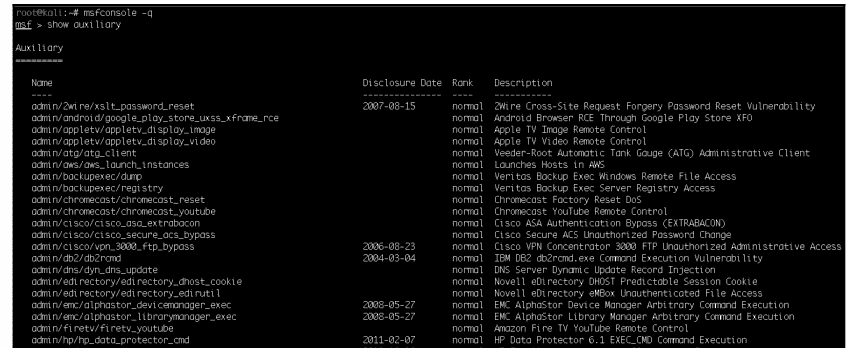 root@kali:~# msfconsole -q
msf > show auxiliary
Auxiliary
=========
Name Disclosure Date Rank Description
---- --------------- ---- -----------
admin/2wire/xslt_password_reset 2007-08-15 normal 2Wire Cross-Site Request Forgery Password Reset Vulnerability
admin/android/google_play_store_uxss_xframe_rce normal Android Browser RCE Through Google Play Store XFO
admin/appletv/appletv_display_image normal Apple TV Image Remote Control
admin/appletv/appletv_display_video normal Apple TV Video Remote Control
admin/atg/atg_client normal Veeder-Root Automatic Tank Gauge (ATG) Administrative Client
admin/aws/aws_launch_instances normal Launches Hosts in AWS
admin/backupexec/dump normal Veritas Backup Exec Windows Remote File Access
admin/backupexec/registry normal Veritas Backup Exec Server Registry Access
admin/chromecast/chromecast_reset normal Chromecast Factory Reset DoS
admin/chromecast/chromecast_youtube normal Chromecast YouTube Remote Control
admin/cisco/cisco_asa_extrabacon normal Cisco ASA Authentication Bypass (EXTRABACON)
admin/cisco/cisco_secure_acs_bypass normal Cisco Secure ACS Unauthorized Password Change
admin/cisco/vpn_3000_ftp_bypass 2006-08-23 normal Cisco VPN Concentrator 3000 FTP Unauthorized Administrative Access
admin/db2/db2rcmd 2004-03-04 normal IBM DB2 db2rcmd.exe Command Execution Vulnerability
admin/dns/dyn_dns_update normal DNS Server Dynamic Update Record Injection
admin/edirectory/edirectory_dhost_cookie normal Novell eDirectory DHOST Predictable Session Cookie
admin/edirectory/edirectory_edirutil normal Novell eDirectory eMBox Unauthenticated File Access
admin/emc/alphastor_devicemanager_exec 2008-05-27 normal EMC AlphaStor Device Manager Arbitrary Command Execution
admin/emc/alphastor_librarymanager_exec 2008-05-27 normal EMC AlphaStor Library Manager Arbitrary Command Execution
admin/firetv/firetv_youtube normal Amazon Fire TV YouTube Remote Control
admin/hp/hp_data_protector_cmd 2011-02-07 normal HP Data Protector 6.1 EXEC_CMD Command Execution